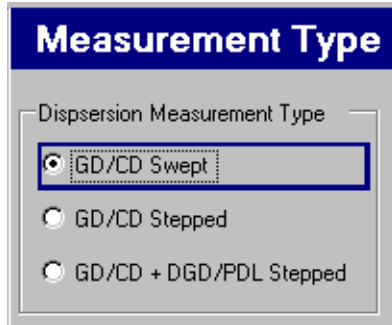 Measurement Type
Dispsersion Measurement Type
GD/CD Swept
GD/CD Stepped
GD/CD + DGD/PDL Stepped